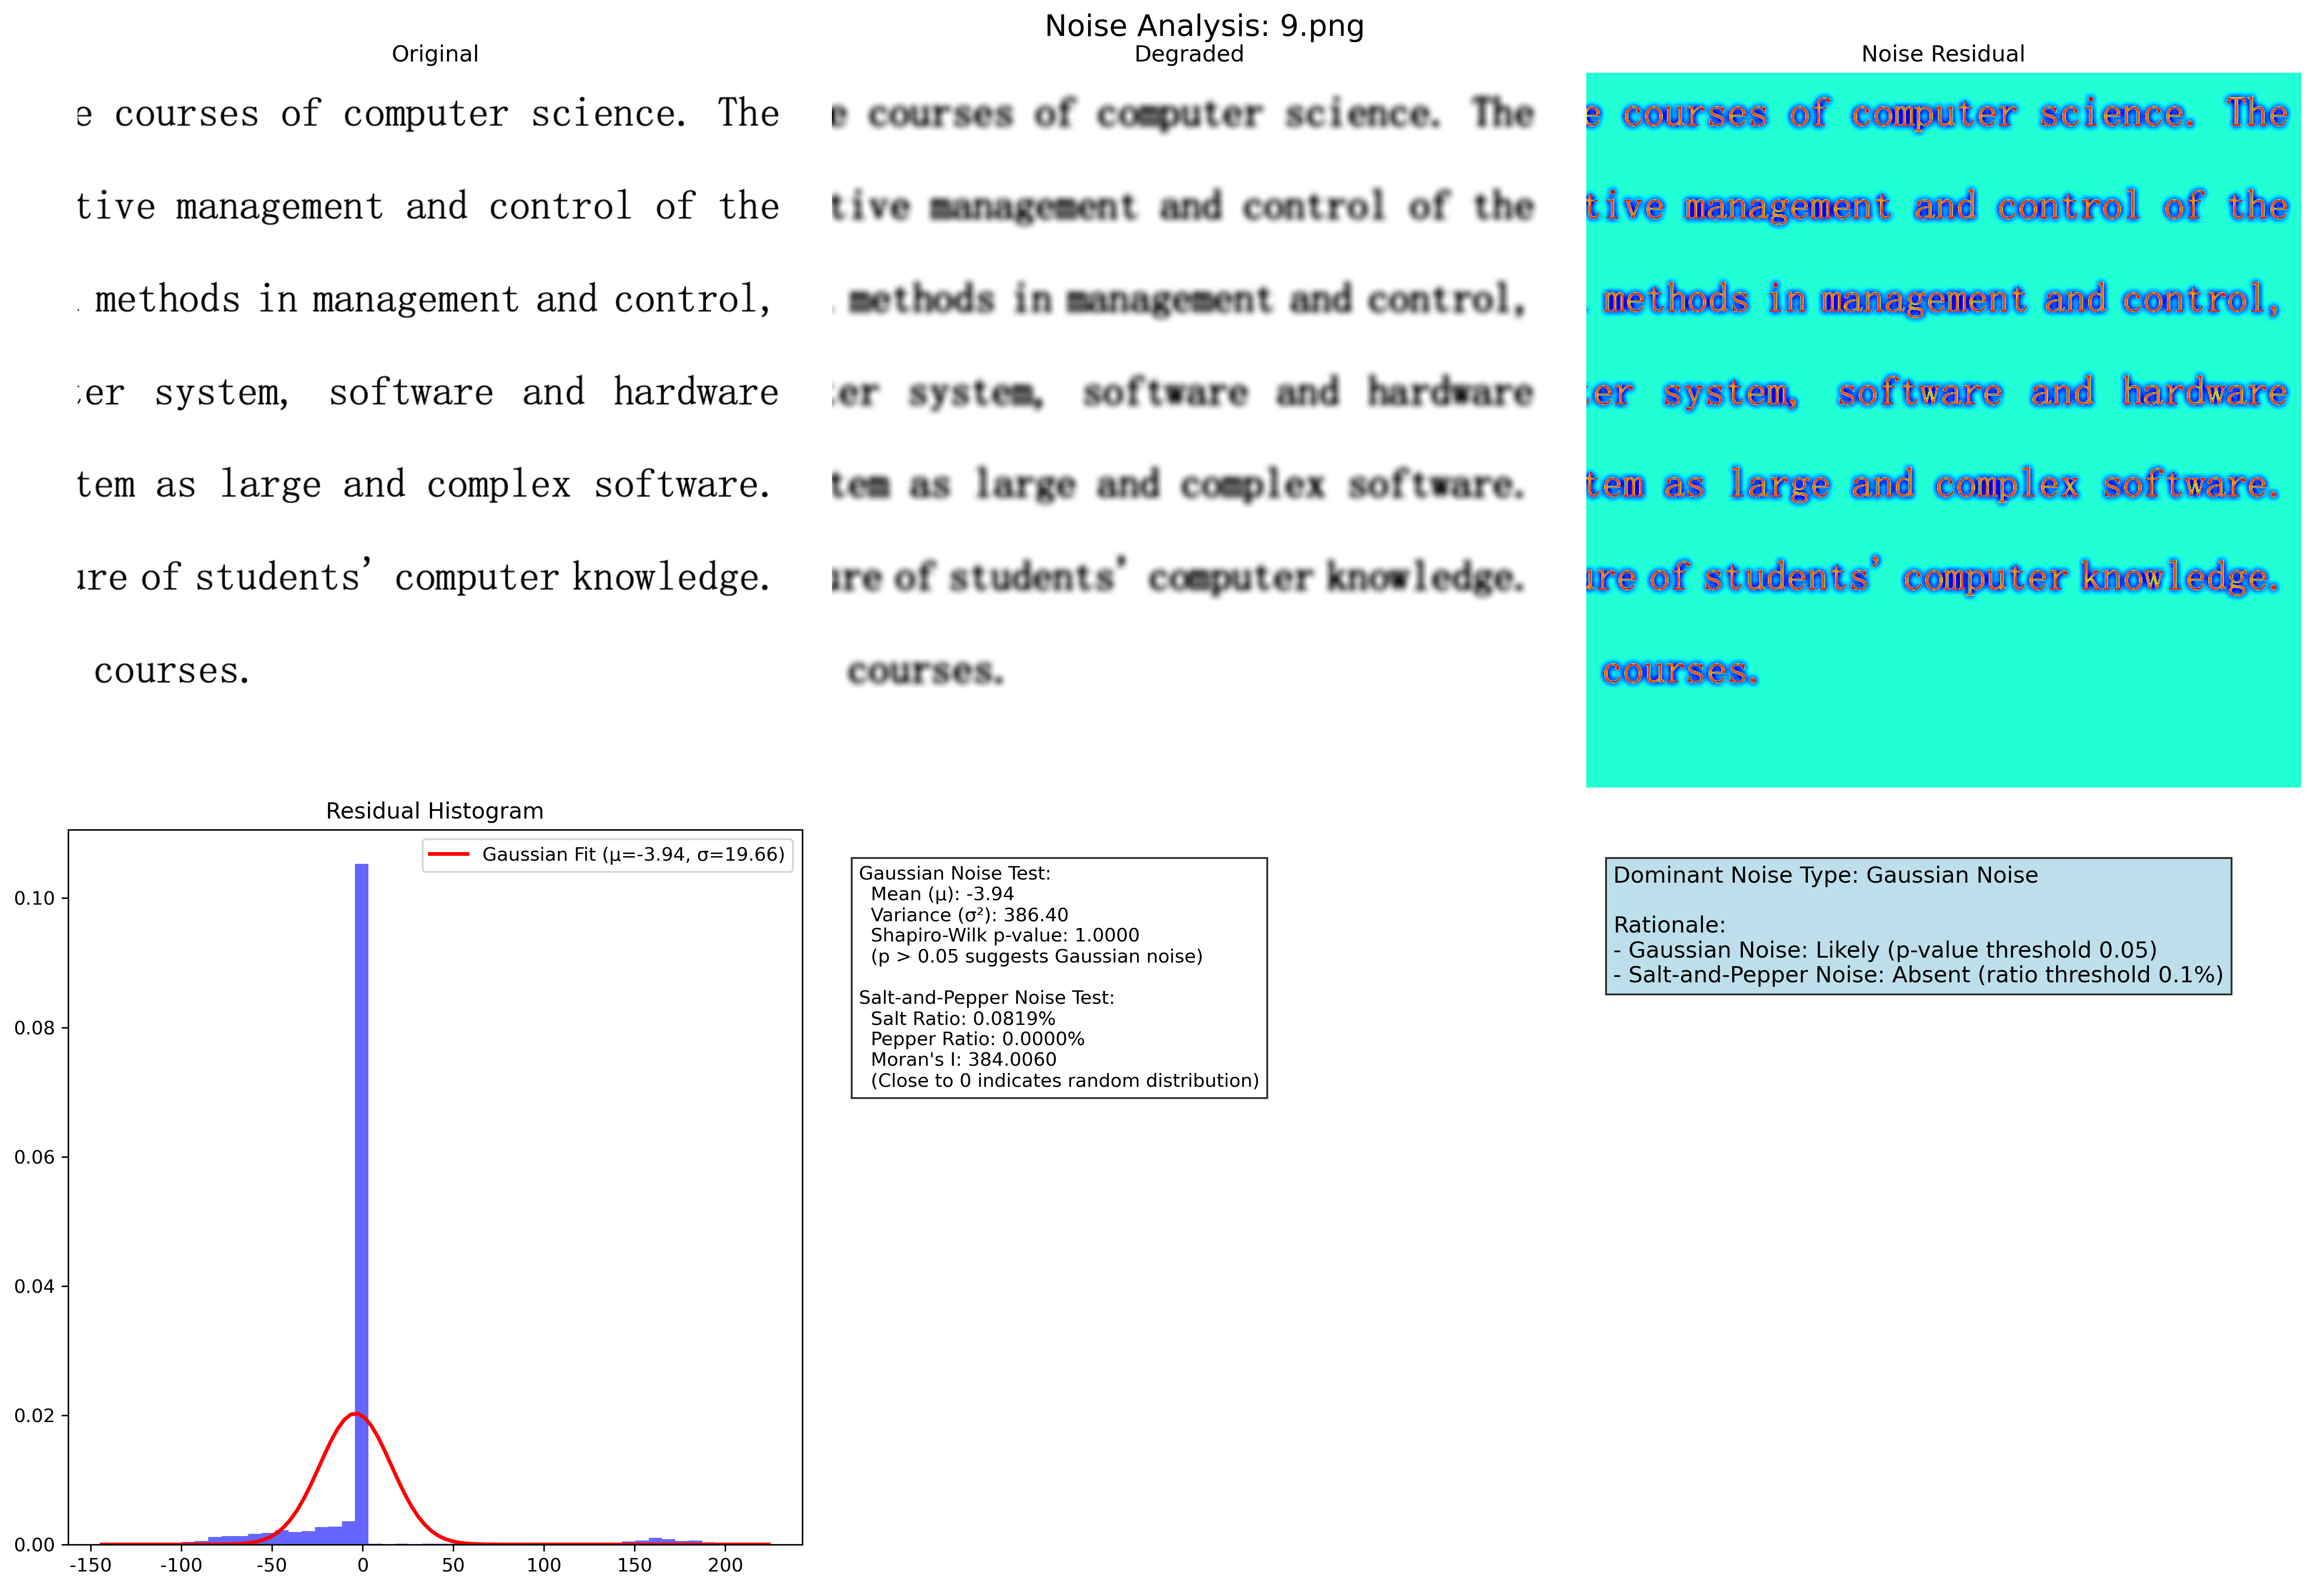 Noise Analysis: 9.png
Original
e courses of computer science. The
tive management and control of the
. methods in management and control,
er system, software and hardware
tem as large and complex software.
ure of students' computer knowledge.
courses.
Degraded
e courses of computer science. The
tive management and control of the
. methods in management and control,
er system, software and hardware
tem as large and complex software.
ure of students' computer knowledge.
courses.
Noise Residual
e courses of computer science. The
tive management and control of the
methods in management and control,
er system, software and hardware
tem as large and complex software.
ure of students' computer knowledge.
courses.
Residual Histogram
Gaussian Fit (μ=-3.94, σ=19.66)
0.10
0.08
0.06
0.04
0.02
0.00
-150 -100 -50 0 50 100 150 200
Gaussian Noise Test:
Mean (μ): -3.94
Variance (σ²): 386.40
Shapiro-Wilk p-value: 1.0000
(p > 0.05 suggests Gaussian noise)
Salt-and-Pepper Noise Test:
Salt Ratio: 0.0819%
Pepper Ratio: 0.0000%
Moran's I: 384.0060
(Close to 0 indicates random distribution)
Dominant Noise Type: Gaussian Noise
Rationale:
- Gaussian Noise: Likely (p-value threshold 0.05)
- Salt-and-Pepper Noise: Absent (ratio threshold 0.1%)